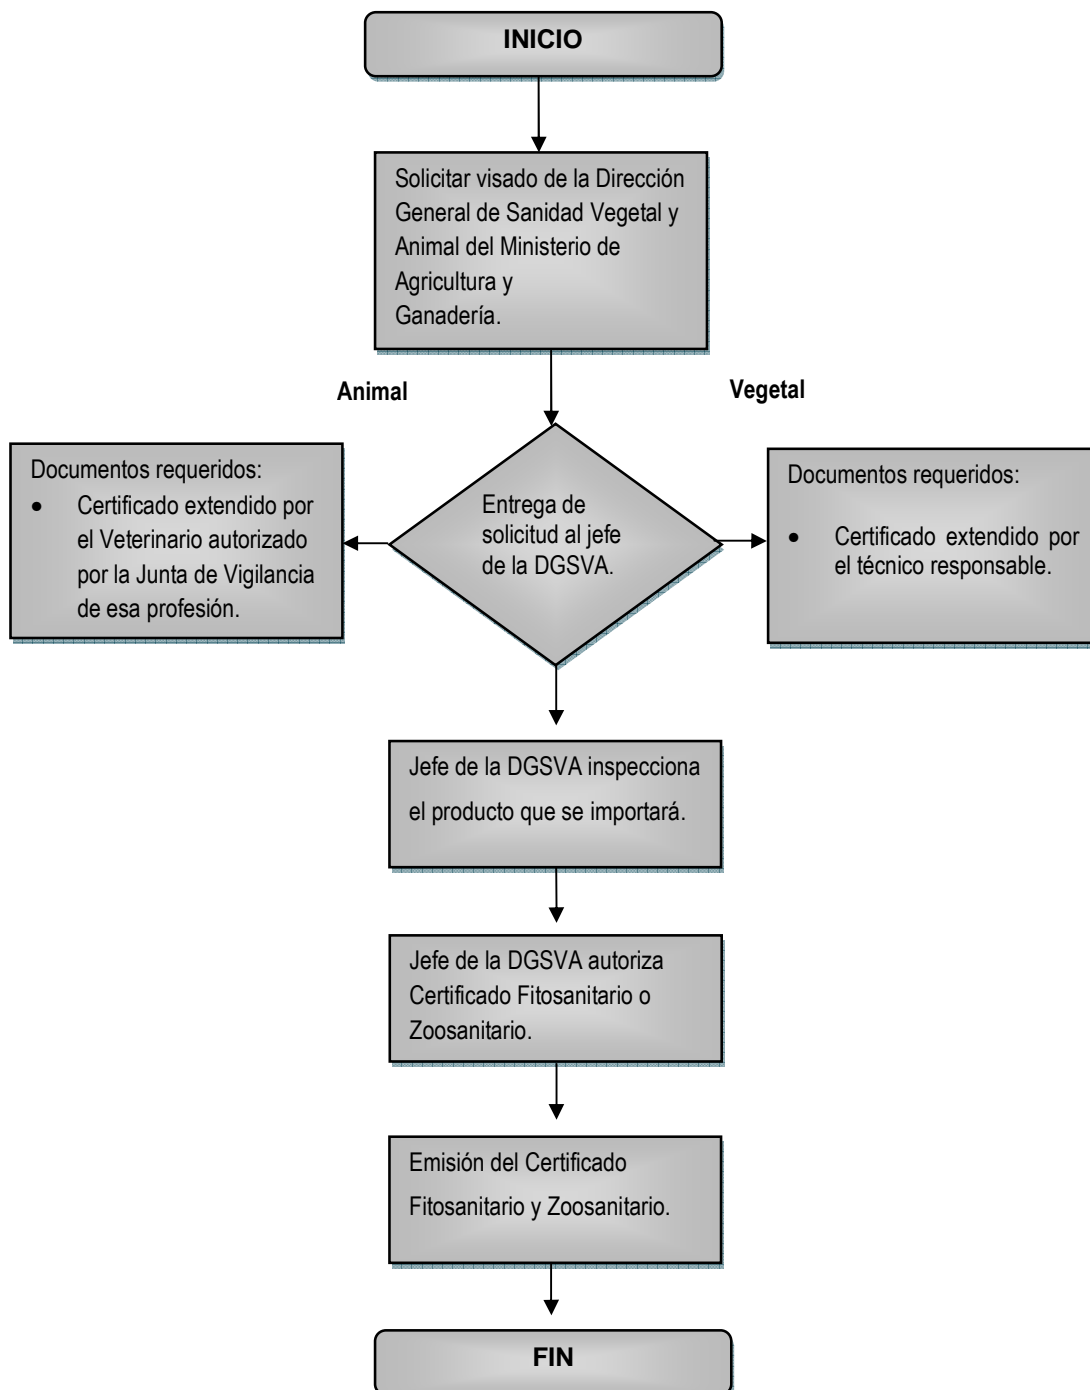 INICIO
Solicitar visado de la Dirección
General de Sanidad Vegetal y
Animal del Ministerio de
Agricultura y
Ganadería.
Animal
Vegetal
Documentos requeridos:
• Certificado extendido por
el Veterinario autorizado
por la Junta de Vigilancia
de esa profesión.
Entrega de
solicitud al jefe
de la DGSVA.
Documentos requeridos:
• Certificado extendido por
el técnico responsable.
Jefe de la DGSVA inspecciona
el producto que se importará.
Jefe de la DGSVA autoriza
Certificado Fitosanitario o
Zoosanitario.
Emisión del Certificado
Fitosanitario y Zoosanitario.
FIN